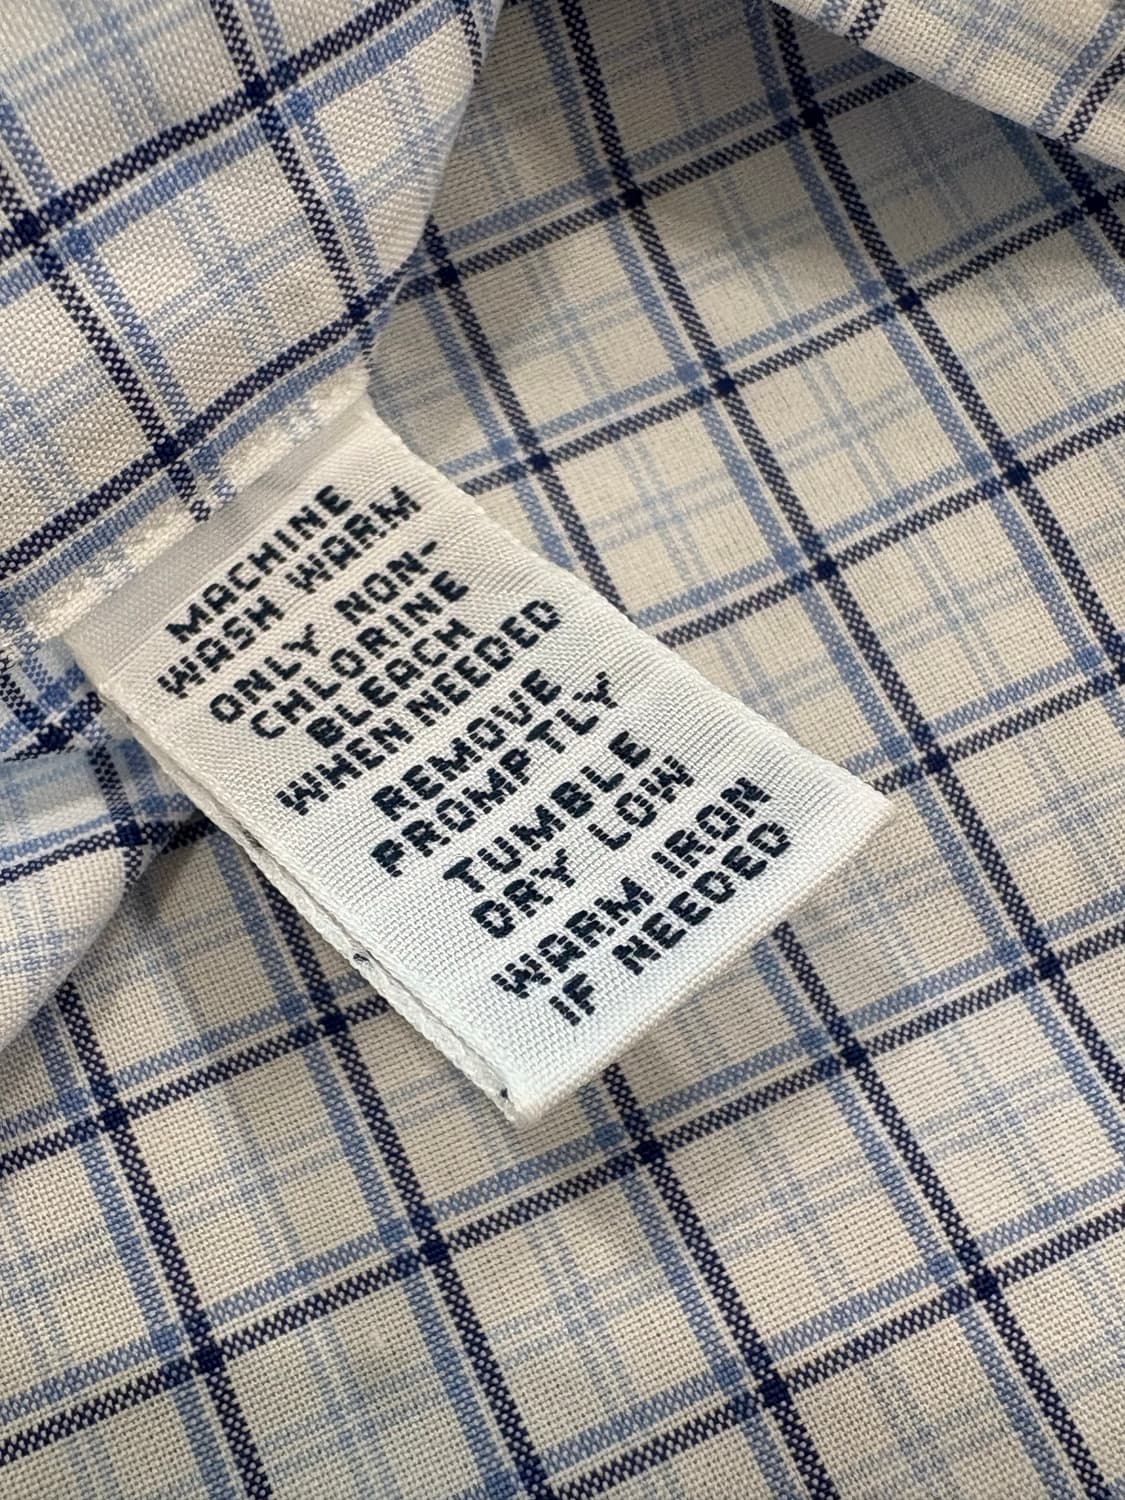 MACHINE
WASH WARM
ONLY NON-
CHLORINE
BLEACH
WHEN NEEDED
REMOVE
PROMPTLY
TUMBLE
DRY LOW
WARM IRON
IF NEEDED